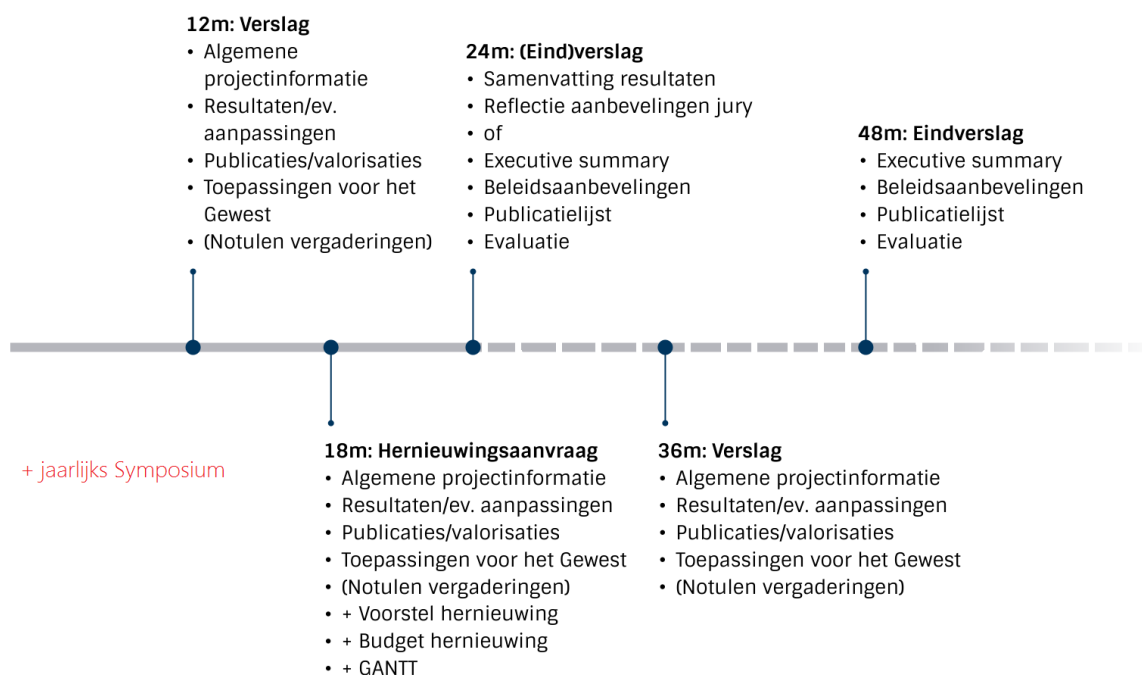 12m: Verslag
• Algemene
projectinformatie
• Resultaten/ev.
aanpassingen
• Publicaties/valorisaties
• Toepassingen voor het
Gewest
• (Notulen vergaderingen)
24m: (Eind)verslag
• Samenvatting resultaten
• Reflectie aanbevelingen jury
• of
• Executive summary
• Beleidsaanbevelingen
• Publicatielijst
• Evaluatie
48m: Eindverslag
• Executive summary
• Beleidsaanbevelingen
• Publicatielijst
• Evaluatie
+ jaarlijks Symposium
18m: Hernieuwingsaanvraag
• Algemene projectinformatie
• Resultaten/ev. aanpassingen
• Publicaties/valorisaties
• Toepassingen voor het Gewest
• (Notulen vergaderingen)
• + Voorstel hernieuwing
• + Budget hernieuwing
• + GANTT
36m: Verslag
• Algemene projectinformatie
• Resultaten/ev. aanpassingen
• Publicaties/valorisaties
• Toepassingen voor het Gewest
• (Notulen vergaderingen)